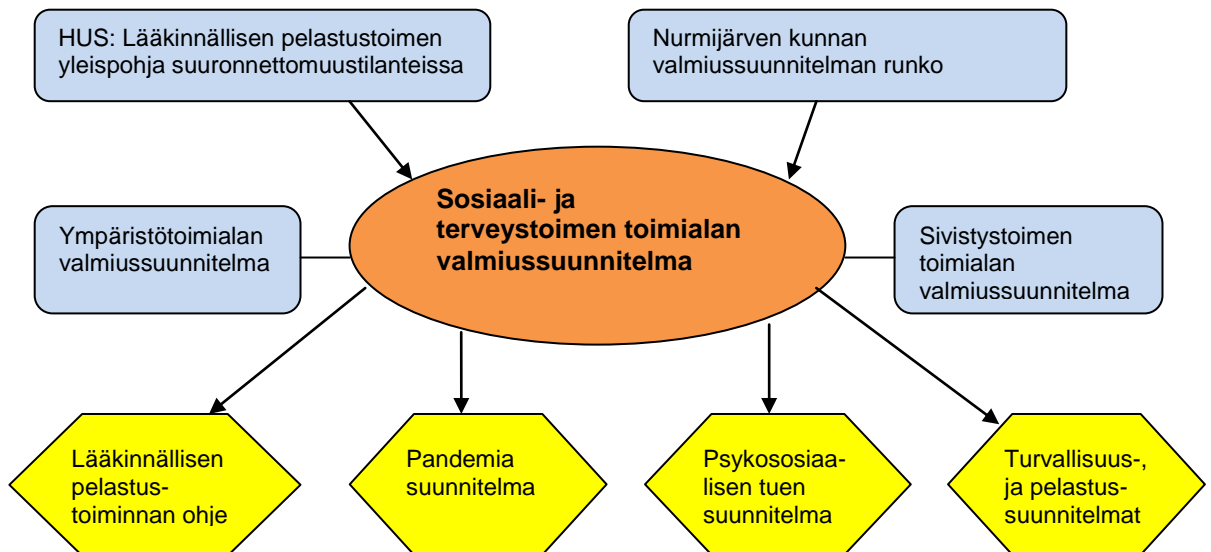 HUS: Lääkinnällisen pelastustoimen
yleispohja suuronnettomuustilanteissa
Nurmijärven kunnan
valmiussuunnitelman runko
Sosiaali- ja
terveystoimen toimialan
valmiussuunnitelma
Ympäristötoimialan
valmiussuunnitelma
Sivistystoimen
toimialan
valmiussuunnitelma
Lääkinnällisen
pelastus-
toiminnan ohje
Pandemia
suunnitelma
Psykososiaa-
lisen tuen
suunnitelma
Turvallisuus-,
ja pelastus-
suunnitelmat